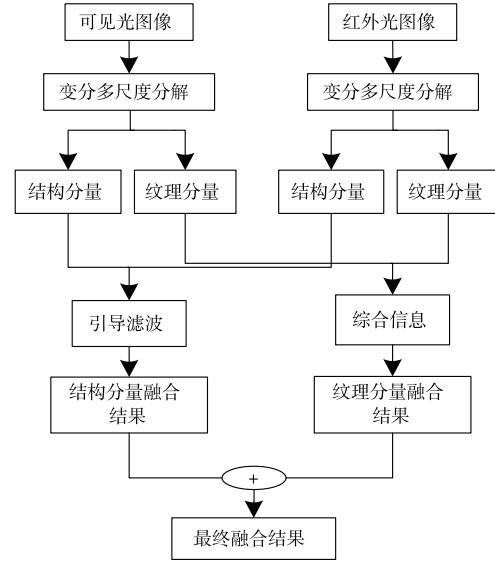 可见光图像
红外光图像
变分多尺度分解
变分多尺度分解
结构分量
纹理分量
结构分量
纹理分量
引导滤波
综合信息
结构分量融合
结果
纹理分量融合
结果
+
最终融合结果